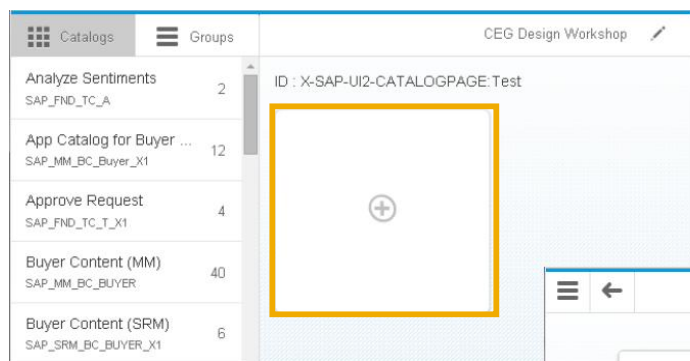 Catalogs
Groups
CEG Design Workshop
Analyze Sentiments
2
SAP_FND_TC_A
ID : X-SAP-UI2-CATALOGPAGE:Test
App Catalog for Buyer ...
12
SAP_MM_BC_Buyer_X1
Approve Request
4
SAP_FND_TC_T_X1
Buyer Content (MM)
40
SAP_MM_BC_BUYER
Buyer Content (SRM)
6
SAP_SRM_BC_BUYER_X1